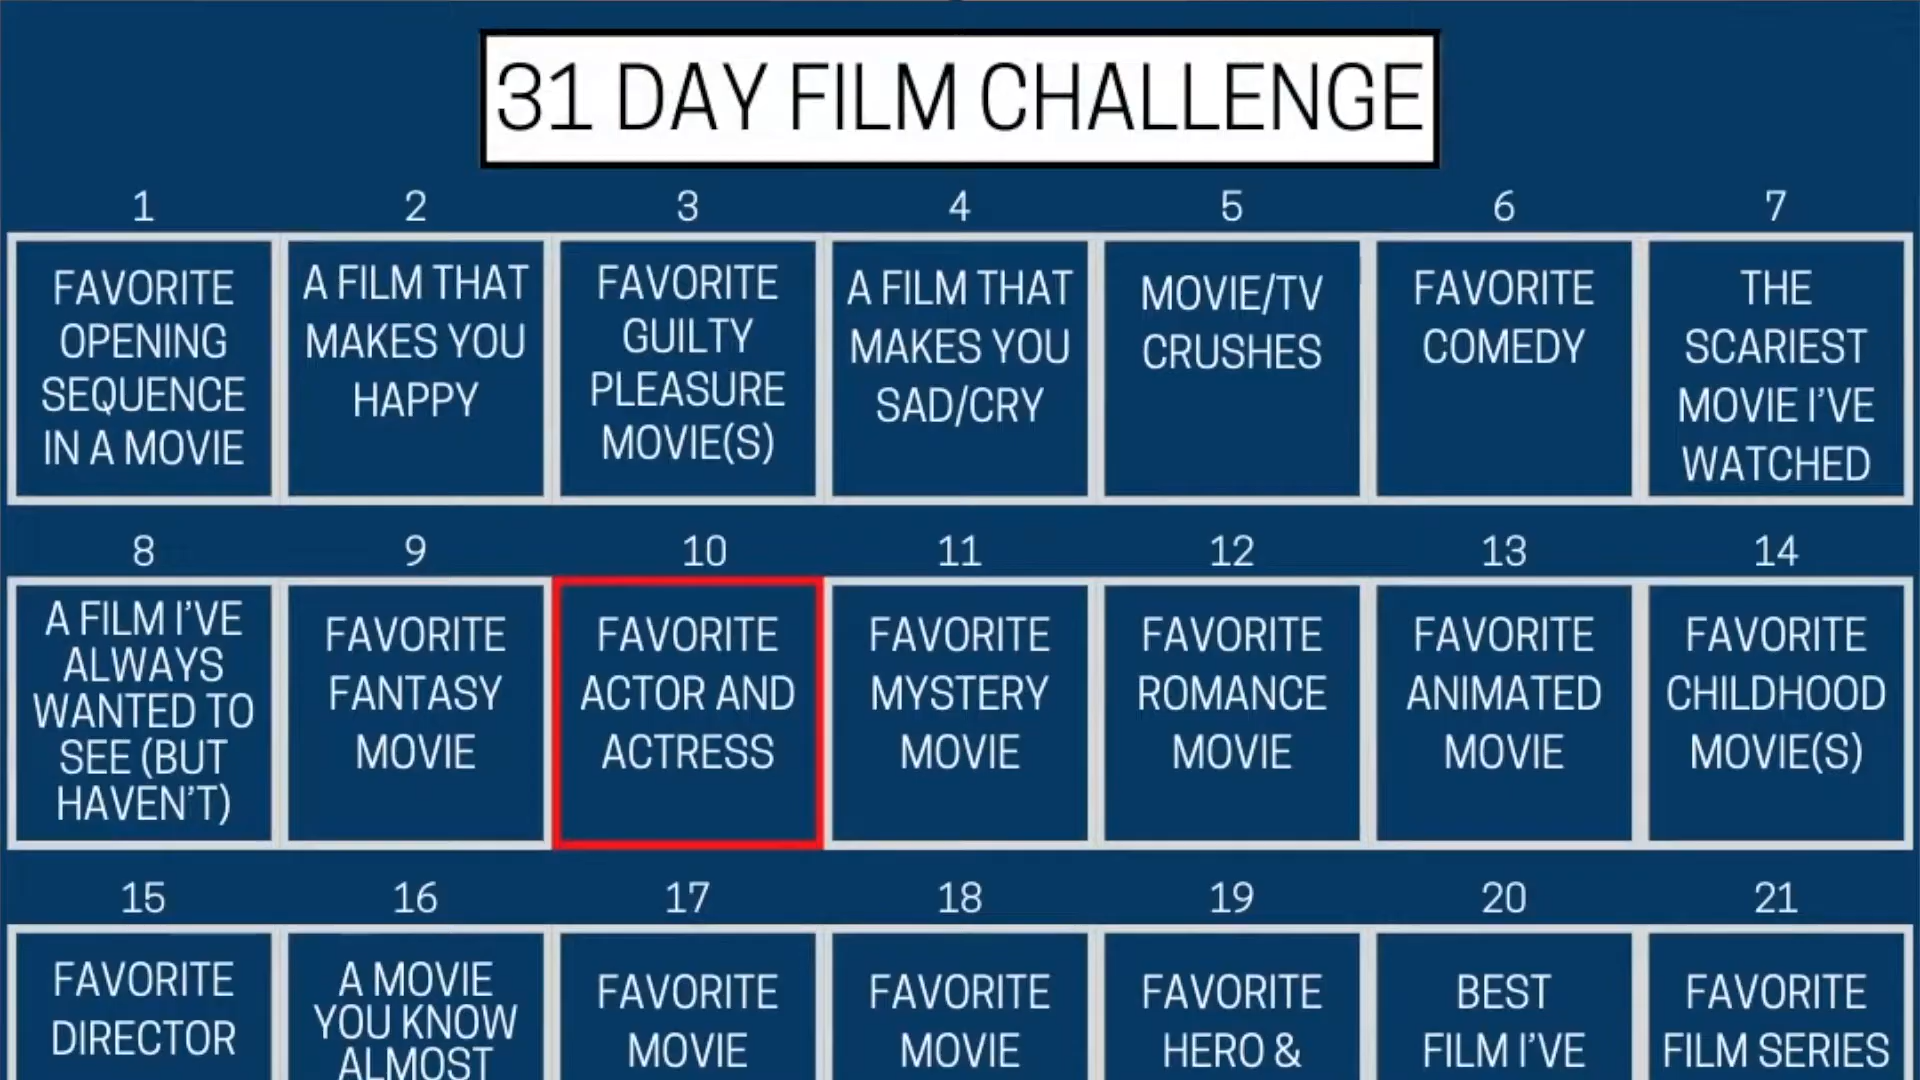 31 DAY FILM CHALLENGE
1 2 3 4 5 6 7
FAVORITE
OPENING
SEQUENCE
IN A MOVIE
A FILM THAT
MAKES YOU
HAPPY
FAVORITE
GUILTY
PLEASURE
MOVIE(S)
A FILM THAT
MAKES YOU
SAD/CRY
MOVIE/TV
CRUSHES
FAVORITE
COMEDY
THE
SCARIEST
MOVIE I'VE
WATCHED
8 9 10 11 12 13 14
A FILM I'VE
ALWAYS
WANTED TO
SEE (BUT
HAVEN'T)
FAVORITE
FANTASY
MOVIE
FAVORITE
ACTOR AND
ACTRESS
FAVORITE
MYSTERY
MOVIE
FAVORITE
ROMANCE
MOVIE
FAVORITE
ANIMATED
MOVIE
FAVORITE
CHILDHOOD
MOVIE(S)
15 16 17 18 19 20 21
FAVORITE
DIRECTOR
A MOVIE
YOU KNOW
ALMOST
FAVORITE
MOVIE
FAVORITE
MOVIE
FAVORITE
HERO &
BEST
FILM I'VE
FAVORITE
FILM SERIES